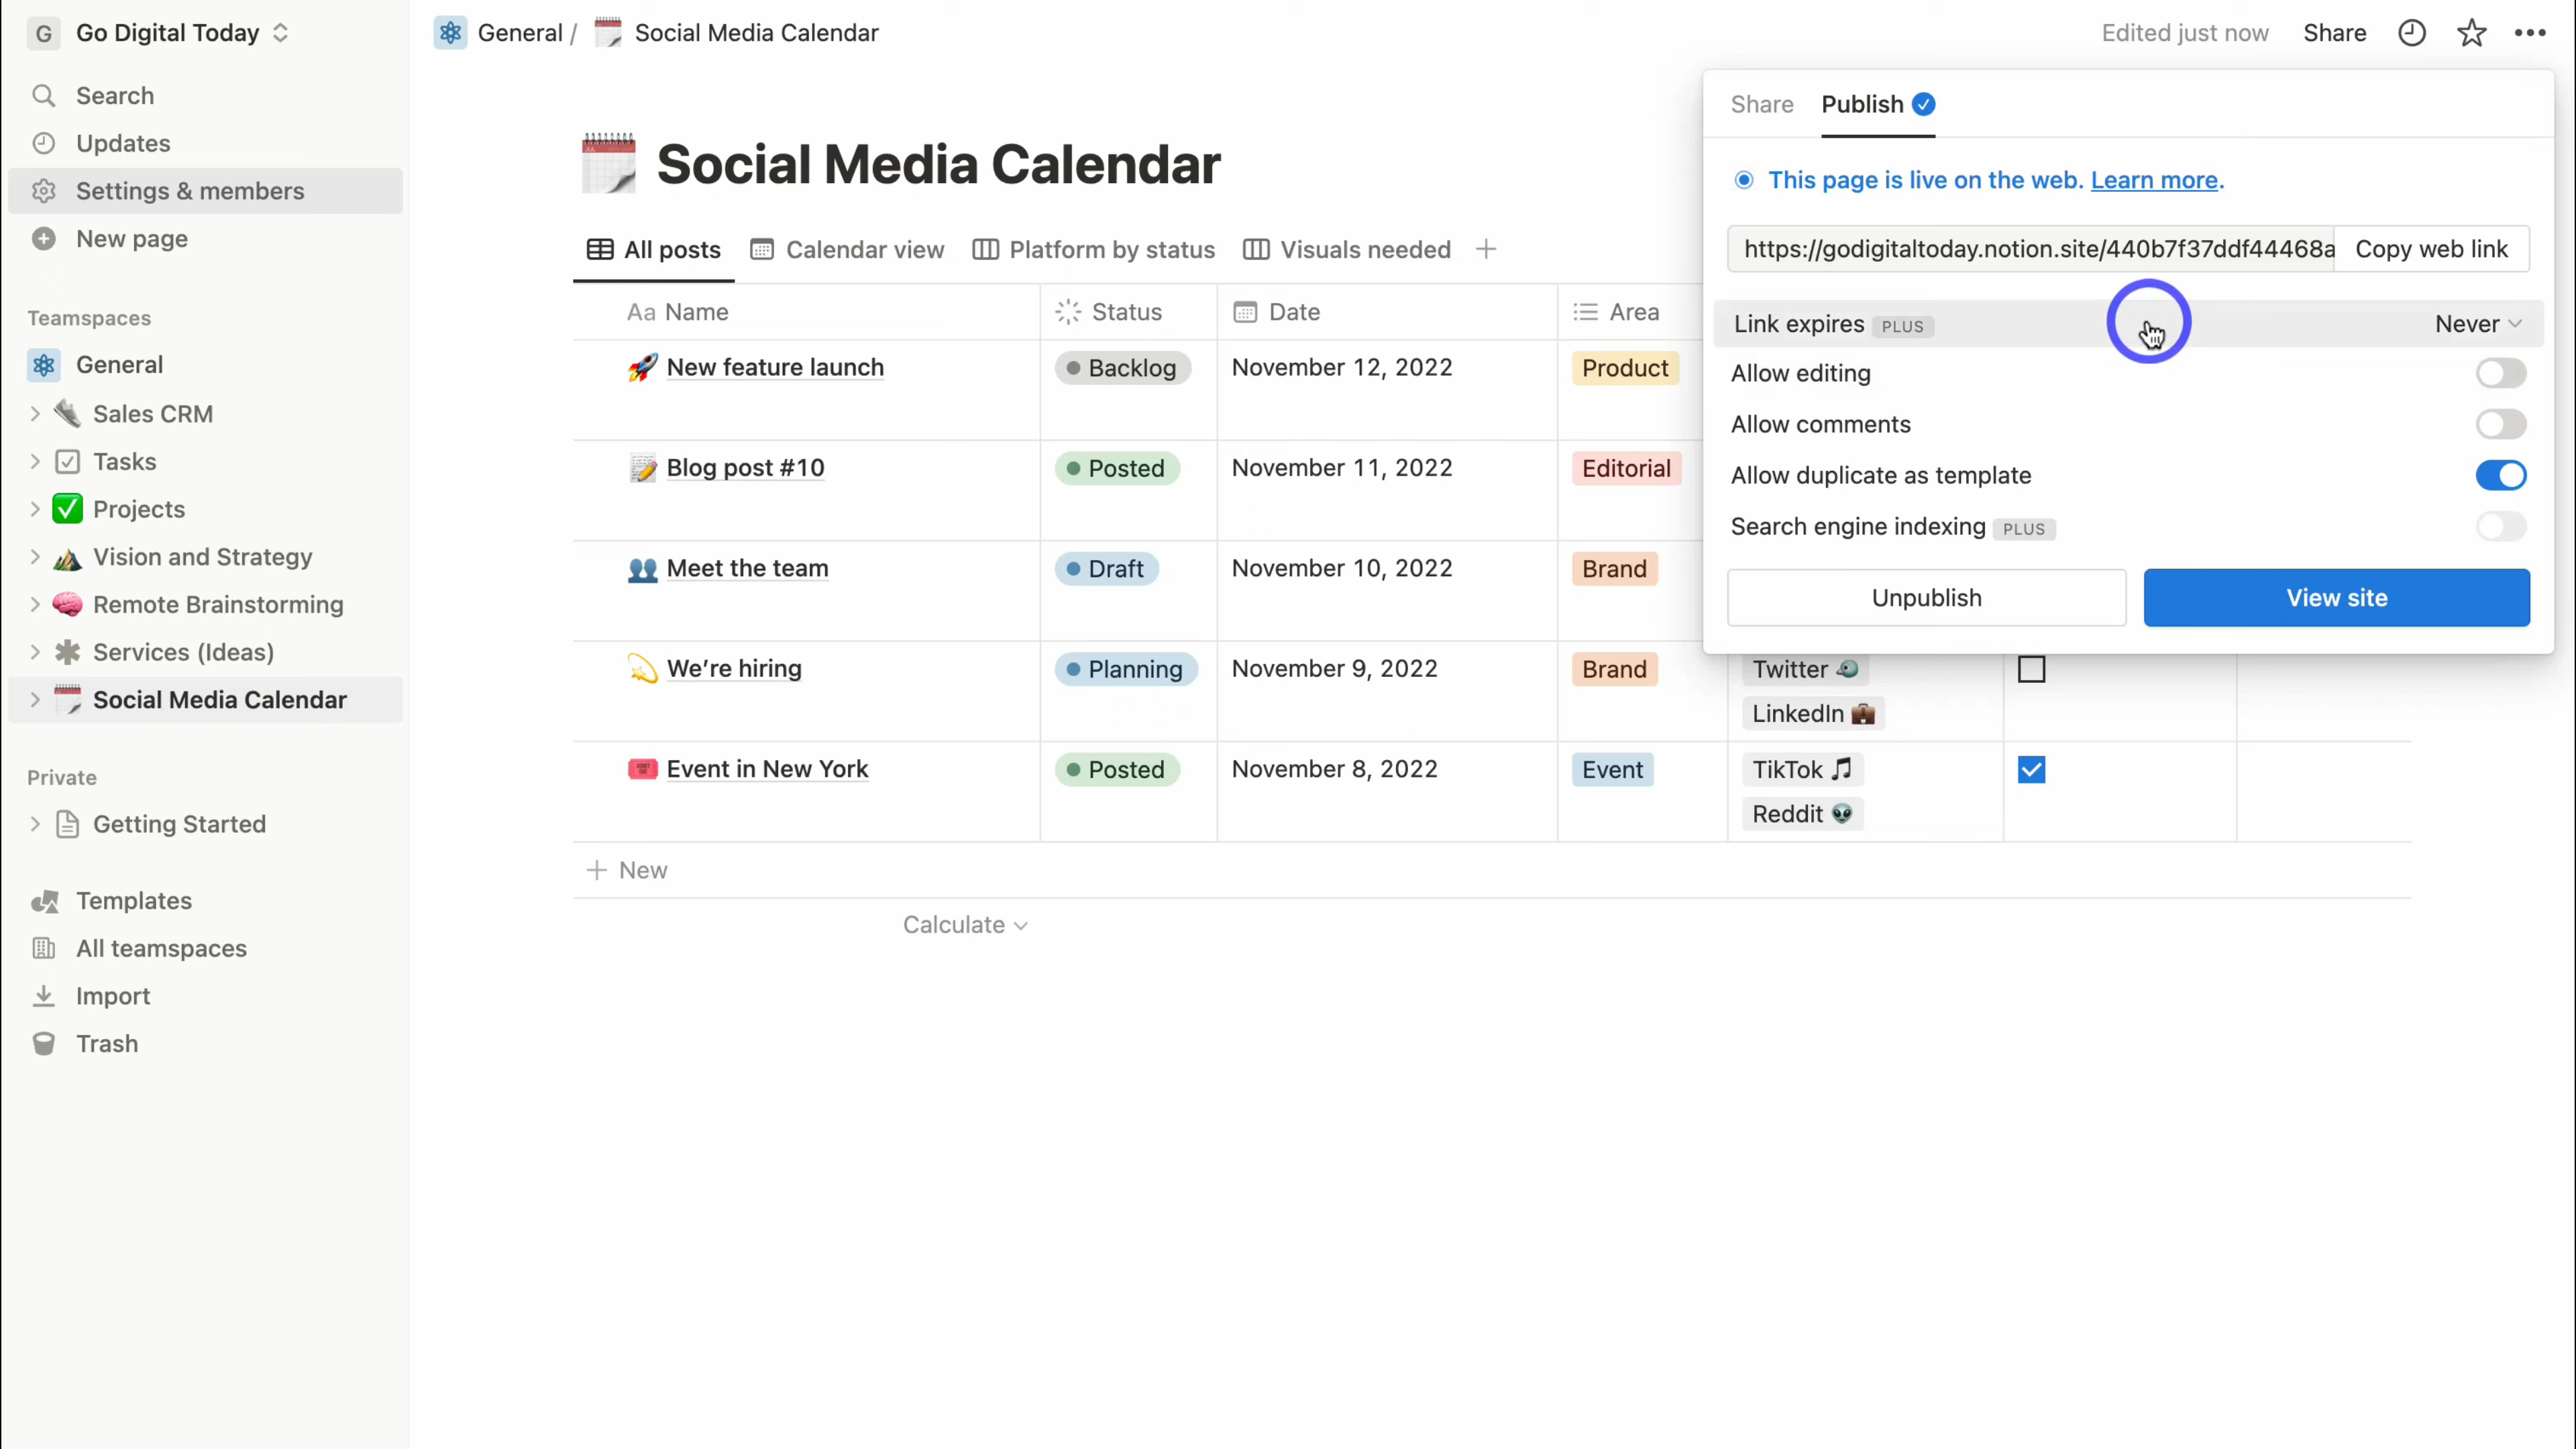 G Go Digital Today
Search
Updates
Settings & members
New page
Teamspaces
General
Sales CRM
Tasks
Projects
Vision and Strategy
Remote Brainstorming
Services (Ideas)
Social Media Calendar
Private
Getting Started
Templates
All teamspaces
Import
Trash
General / Social Media Calendar
Edited just now Share
Social Media Calendar
All posts Calendar view Platform by status Visuals needed
Aa Name Status Date Area
New feature launch Backlog November 12, 2022 Product
Blog post #10 Posted November 11, 2022 Editorial
Meet the team Draft November 10, 2022 Brand
We’re hiring Planning November 9, 2022 Brand Twitter
LinkedIn
Event in New York Posted November 8, 2022 Event TikTok
Reddit
New
Calculate
Share Publish
This page is live on the web. Learn more.
https://godigitaltoday.notion.site/440b7f37ddf44468a Copy web link
Link expires PLUS Never
Allow editing
Allow comments
Allow duplicate as template
Search engine indexing PLUS
Unpublish View site